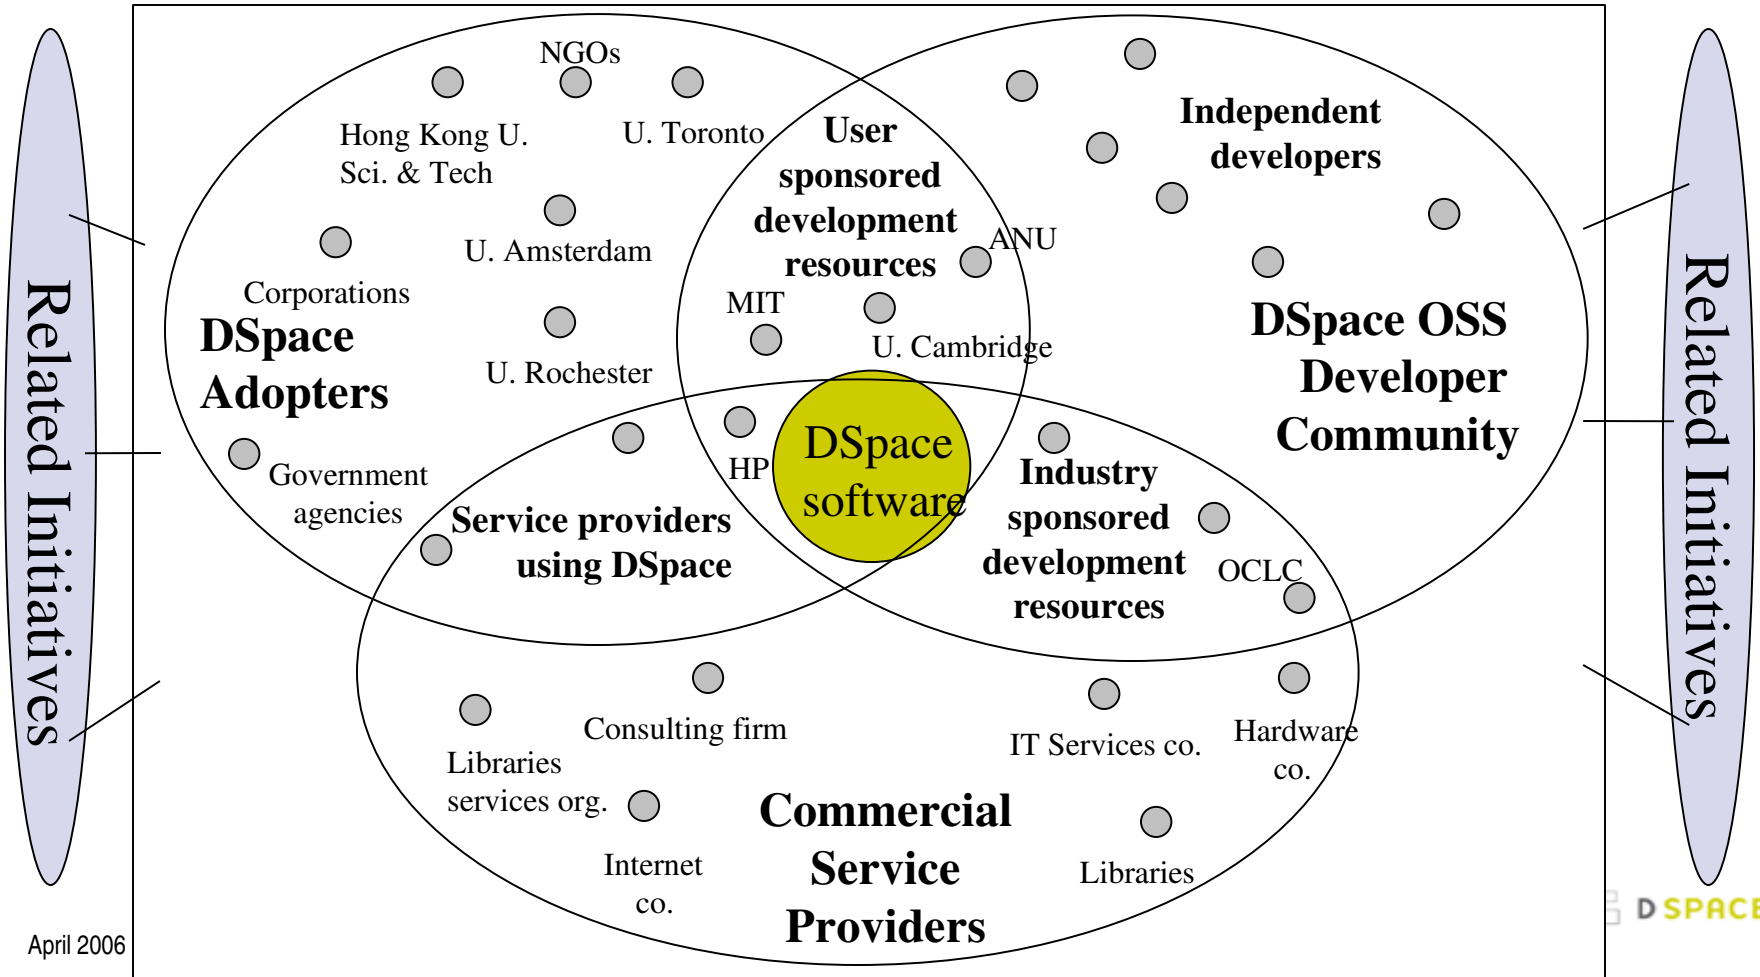 NGOs
Hong Kong U.
Sci. & Tech
U. Toronto
U. Amsterdam
Corporations
U. Rochester
DSpace
Adopters
Government
agencies
User
sponsored
development
resources
ANU
MIT
U. Cambridge
Independent
developers
DSpace OSS
Developer
Community
HP
DSpace
software
Service providers
using DSpace
Industry
sponsored
development
resources
OCLC
Consulting firm
Libraries
services org.
Internet
co.
IT Services co.
Hardware
co.
Libraries
Commercial
Service
Providers
Related Initiatives
Related Initiatives
April 2006
DSPACE